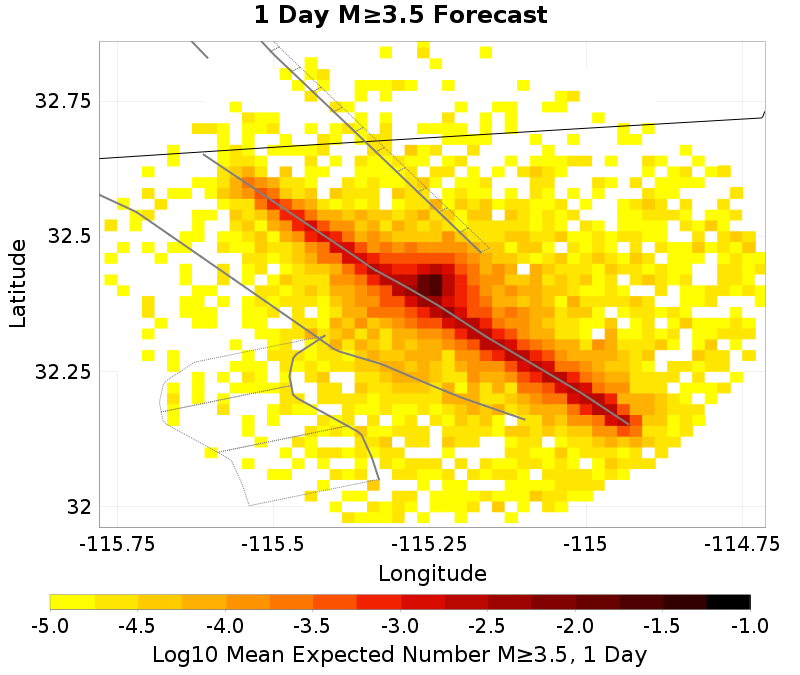 1 Day M≥3.5 Forecast
32.75
32.5
32.25
32
Latitude
-115.75 -115.5 -115.25 -115 -114.75
Longitude
-5.0 -4.5 -4.0 -3.5 -3.0 -2.5 -2.0 -1.5 -1.0
Log10 Mean Expected Number M≥3.5, 1 Day